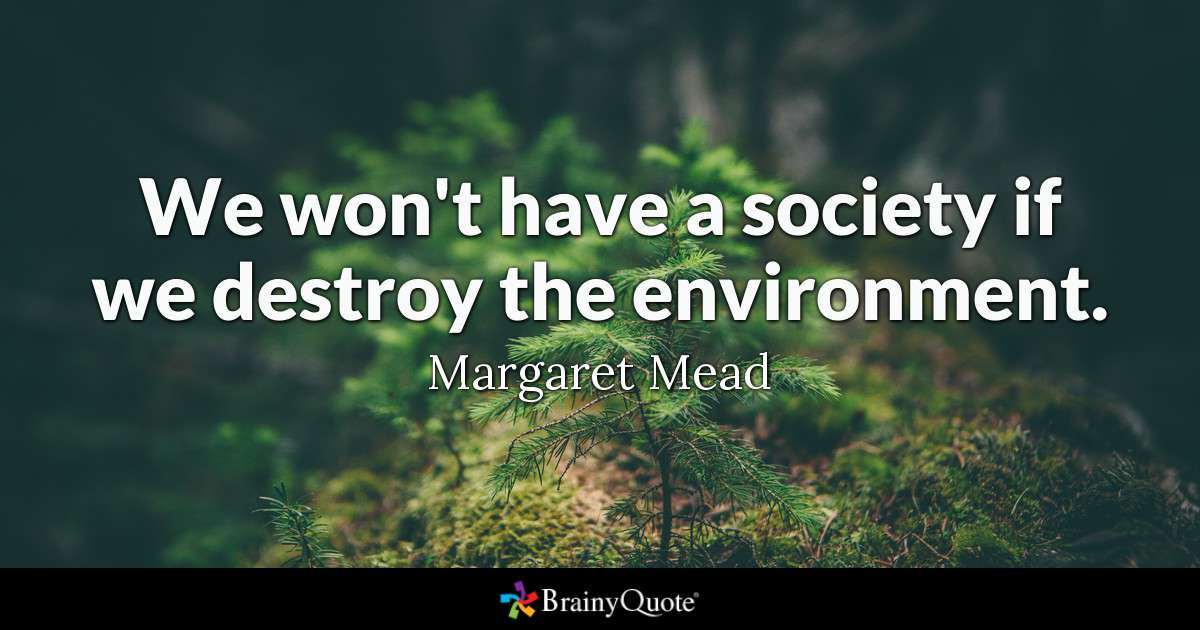 We won't have a society if
we destroy the environment.
Margaret Mead
BrainyQuote®